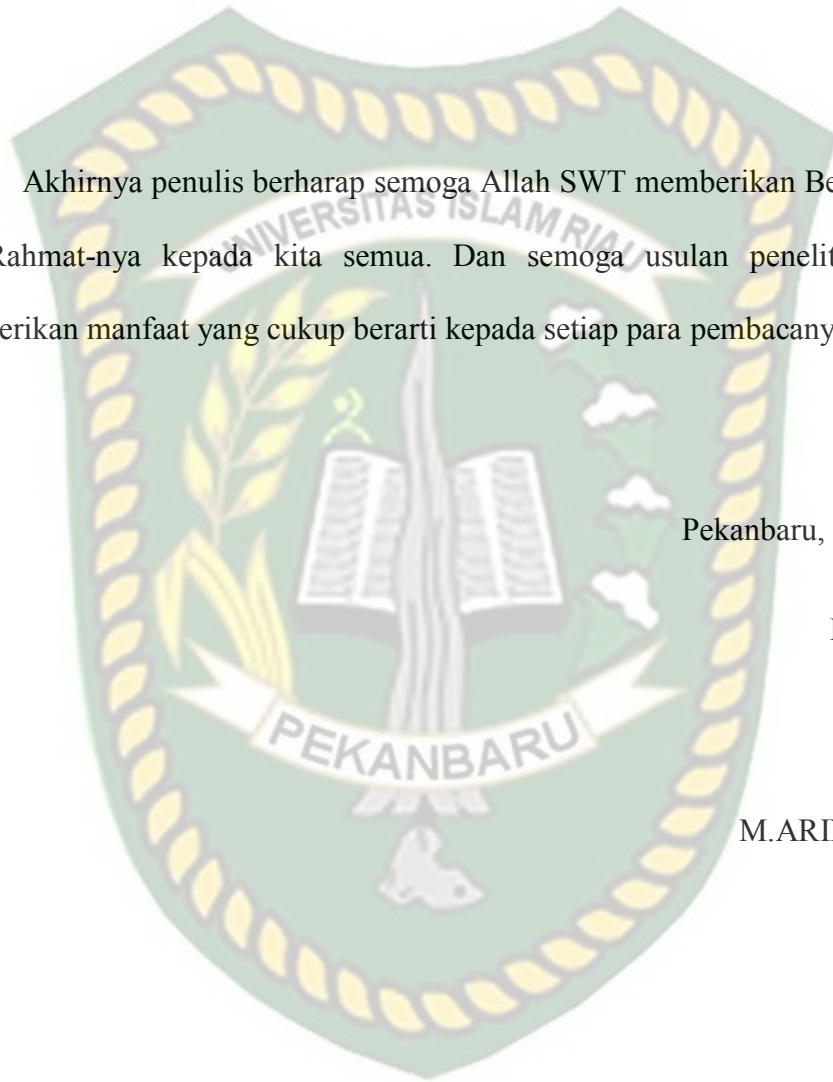 Akhirnya penulis berharap semoga Allah SWT memberikan Be
Rahmat-nya kepada kita semua. Dan semoga usulan penelit
erikan manfaat yang cukup berarti kepada setiap para pembacany
Pekanbaru,
M.ARI
UNIVERSITAS ISLAM RIAU
PEKANBARU